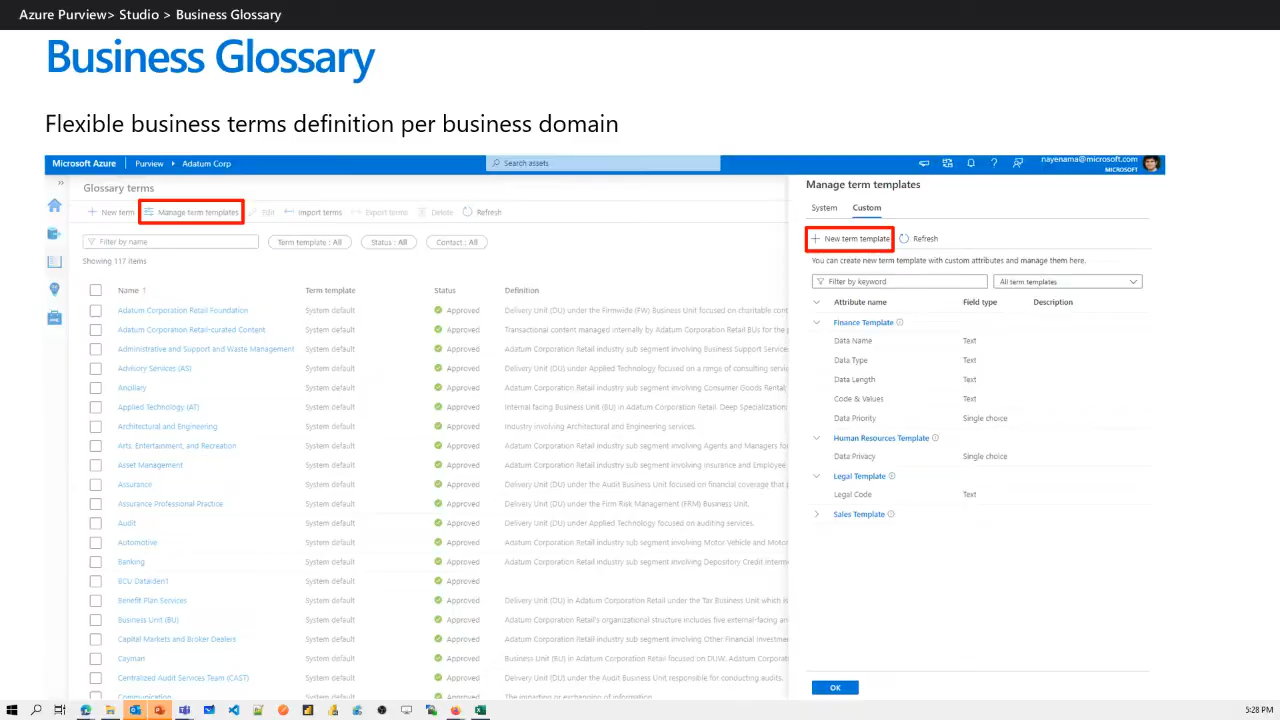 Azure Purview> Studio > Business Glossary
Business Glossary
Flexible business terms definition per business domain
Microsoft Azure Purview Adatum Corp
Search assets
nayenama@microsoft.com
MICROSOFT
Glossary terms
New term Manage term templates Edit Import terms Export terms Delete Refresh
Filter by name Term template : All Status : All Contact : All
Showing 117 items
Name ↑ Term template Status Definition
Adatum Corporation Retail Foundation System default Approved Delivery Unit (DU) under the Firmwide (FW) Business Unit focused on charitable cont
Adatum Corporation Retail-curated Content System default Approved Transactional content managed internally by Adatum Corporation Retail BUs for the p
Administrative and Support and Waste Management System default Approved Adatum Corporation Retail industry sub segment involving Business Support Services
Advisory Services (AS) System default Approved Delivery Unit (DU) under Applied Technology focused on a range of consulting servic
Ancillary System default Approved Adatum Corporation Retail industry sub segment involving Consumer Goods Rental;
Applied Technology (AT) System default Approved Internal facing Business Unit (BU) in Adatum Corporation Retail. Deep Specialization:
Architectural and Engineering System default Approved Industry involving Architectural and Engineering services.
Arts, Entertainment, and Recreation System default Approved Adatum Corporation Retail industry sub segment involving Agents and Managers fo
Asset Management System default Approved Adatum Corporation Retail industry sub segment involving Insurance and Employee
Assurance System default Approved Delivery Unit (DU) under the Audit Business Unit focused on financial coverage that
Assurance Professional Practice System default Approved Delivery Unit (DU) under the Firm Risk Management (FRM) Business Unit.
Audit System default Approved Delivery Unit (DU) under Applied Technology focused on auditing services.
Automotive System default Approved Adatum Corporation Retail industry sub segment involving Motor Vehicle and Motor
Banking System default Approved Adatum Corporation Retail industry sub segment involving Depository Credit Interme
System default Approved
Benefit Plan Services System default Approved Delivery Unit (DU) in Adatum Corporation Retail under the Tax Business Unit which is
Business Unit (BU) System default Approved Adatum Corporation Retail's organizational structure includes five external-facing an
Capital Markets and Broker Dealers System default Approved Adatum Corporation Retail industry sub segment involving Other Financial Investmen
Cayman System default Approved Business Unit (BU) in Adatum Corporation Retail focused on DUW. Adatum Corporat
Centralized Audit Services Team (CAST) System default Approved Delivery Unit (DU) under the Audit Business Unit responsible for conducting audits.
Communication System default Approved The imparting or exchanging of information
Manage term templates
System Custom
New term template Refresh
You can create new term template with custom attributes and manage them here.
Filter by keyword All term templates
Attribute name Field type Description
Finance Template
Data Name Text
Data Type Text
Data Length Text
Code & Values Text
Data Priority Single choice
Human Resources Template
Data Privacy Single choice
Legal Template
Legal Code Text
Sales Template
OK
5:28 PM